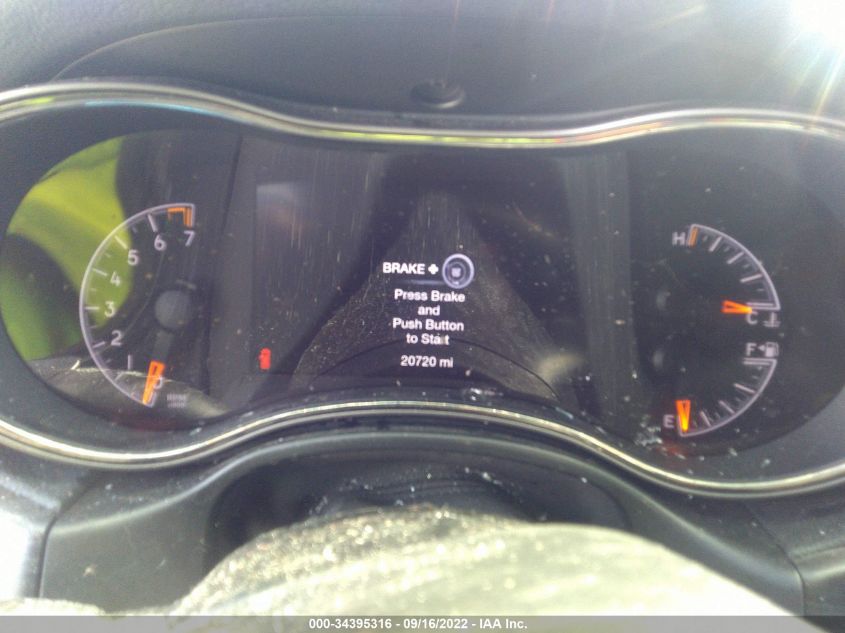 7
6
5
4
3
2
1
0
BRAKE +
Press Brake
and
Push Button
to Start
20720 mi
H
C
F
E
000-34395316 - 09/16/2022 - IAA Inc.